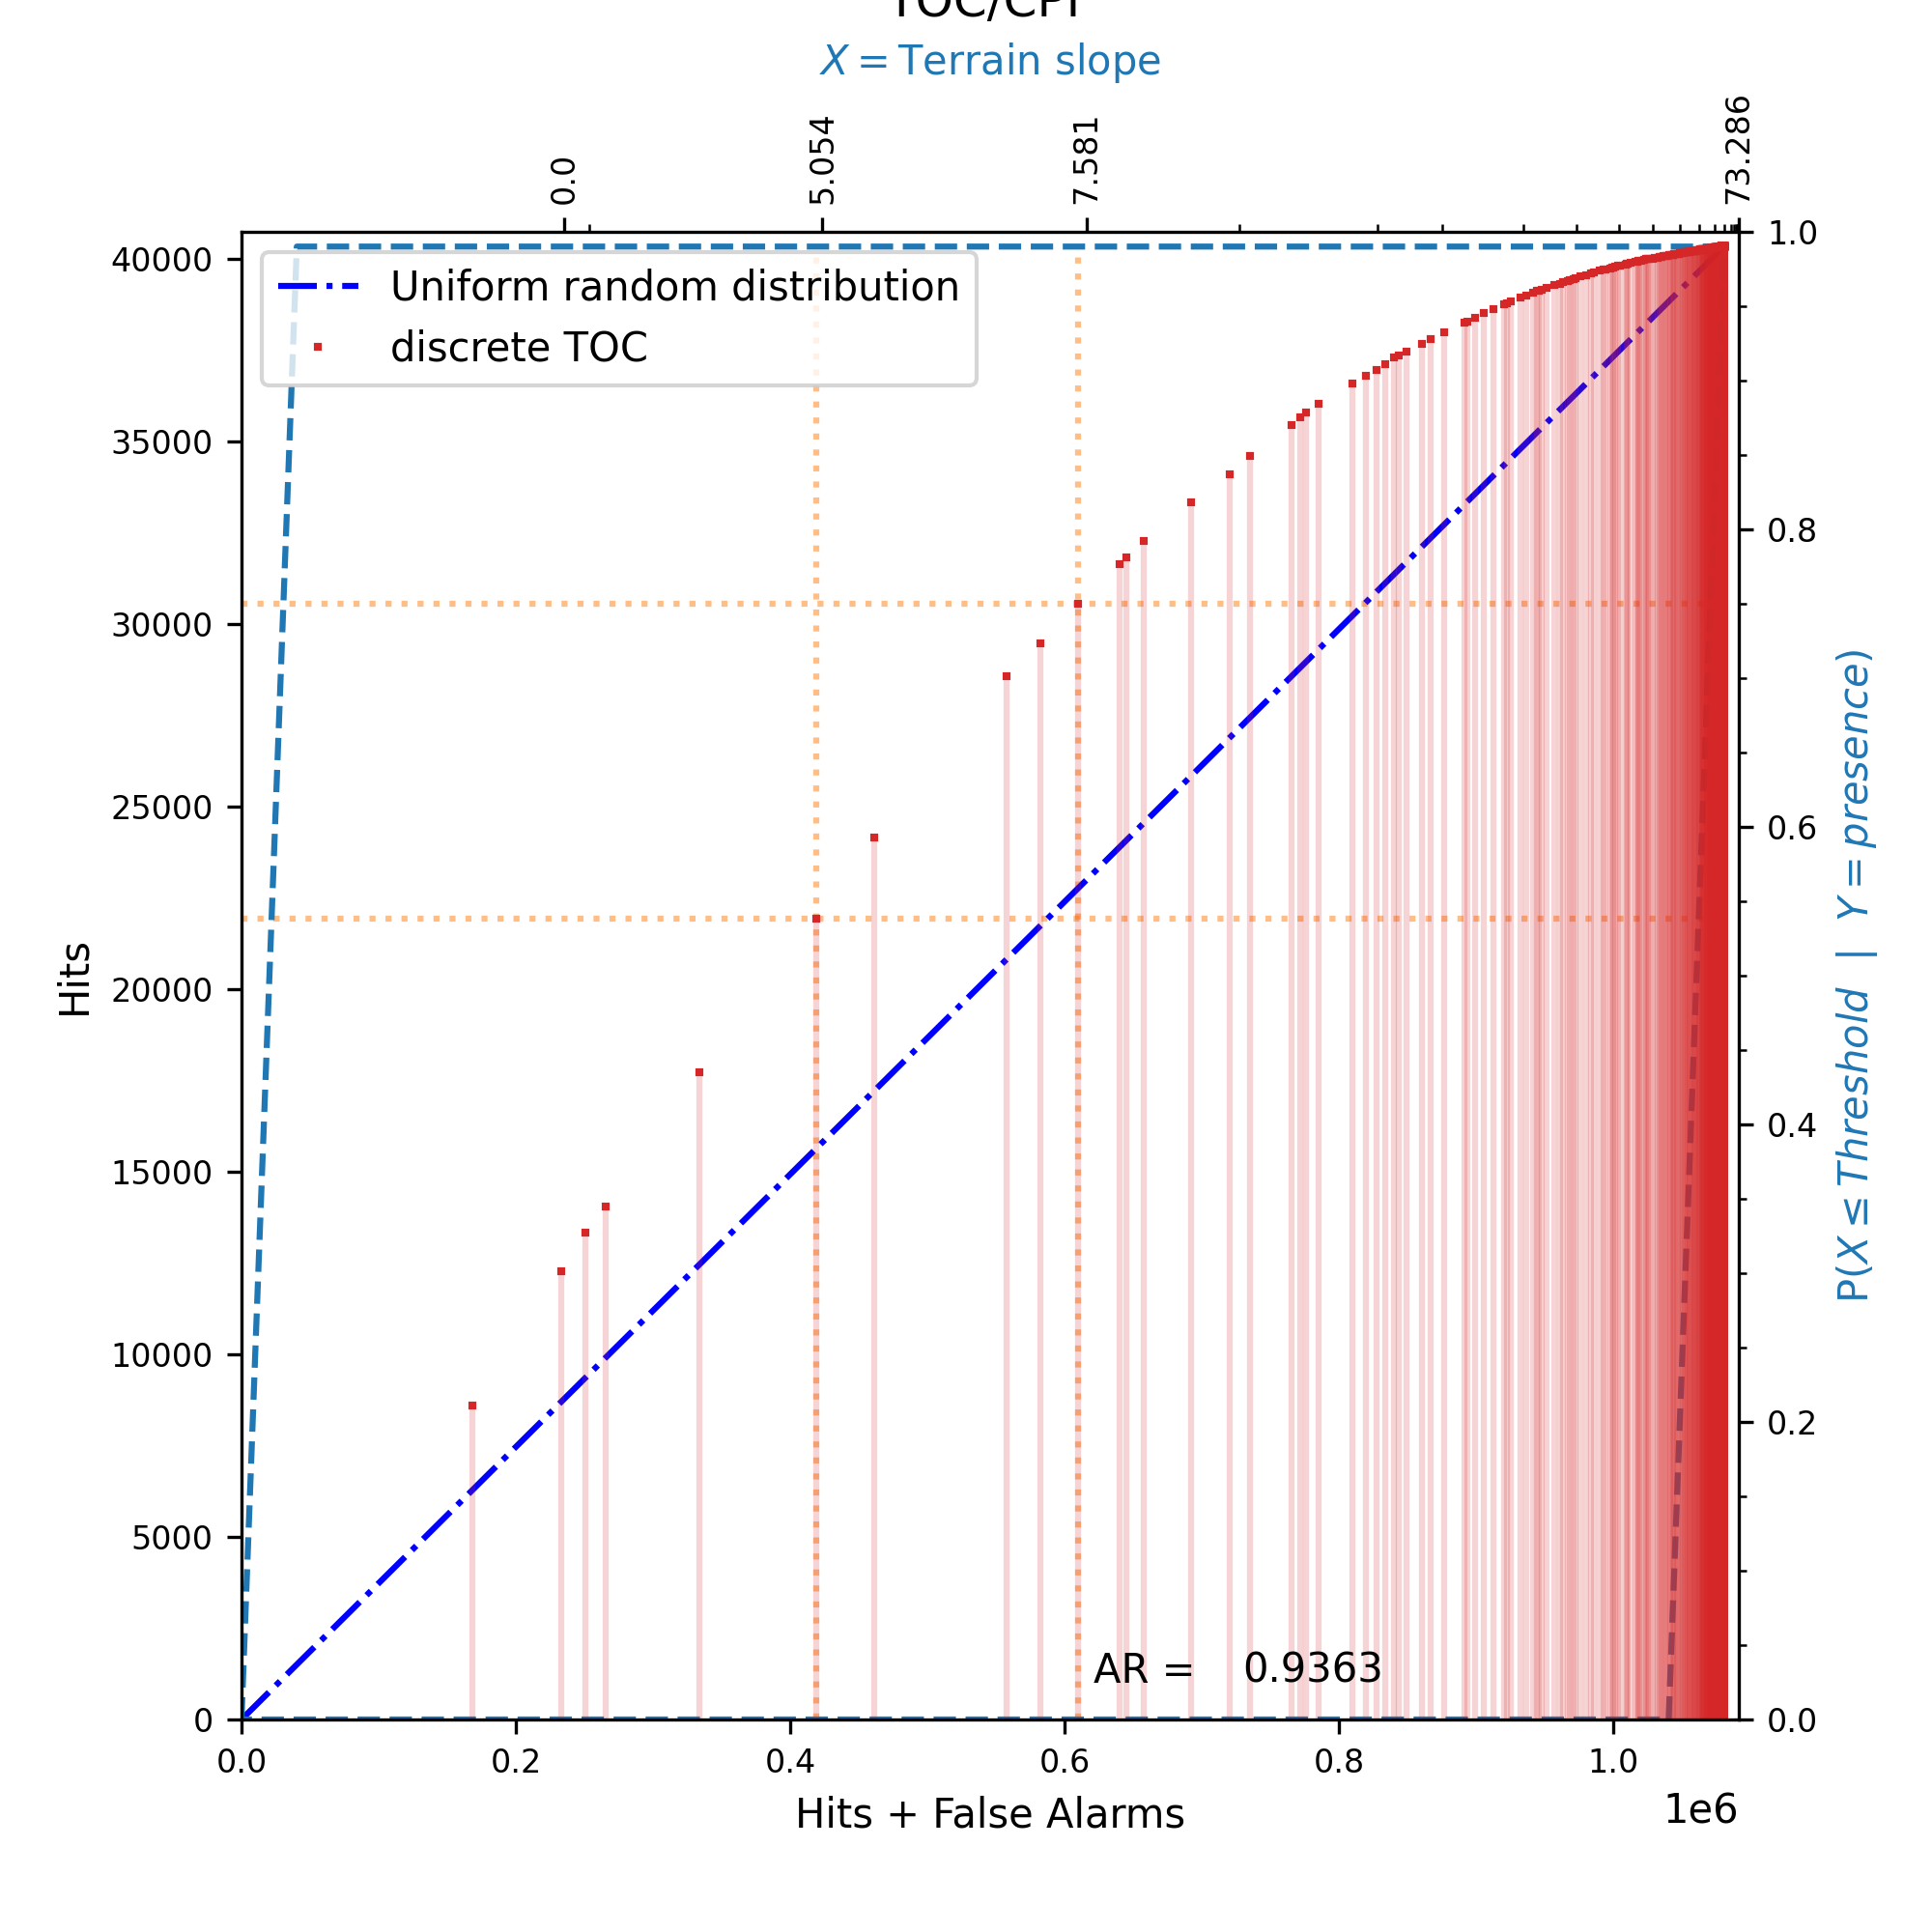 TOC/CPF
X = Terrain slope
0.0
5.054
7.581
73.286
Uniform random distribution
discrete TOC
40000
35000
30000
25000
20000
15000
10000
5000
0
Hits
1.0
0.8
0.6
0.4
0.2
0.0
P(X ≤ Threshold | Y = presence)
AR = 0.9363
0.0 0.2 0.4 0.6 0.8 1.0
Hits + False Alarms
1e6